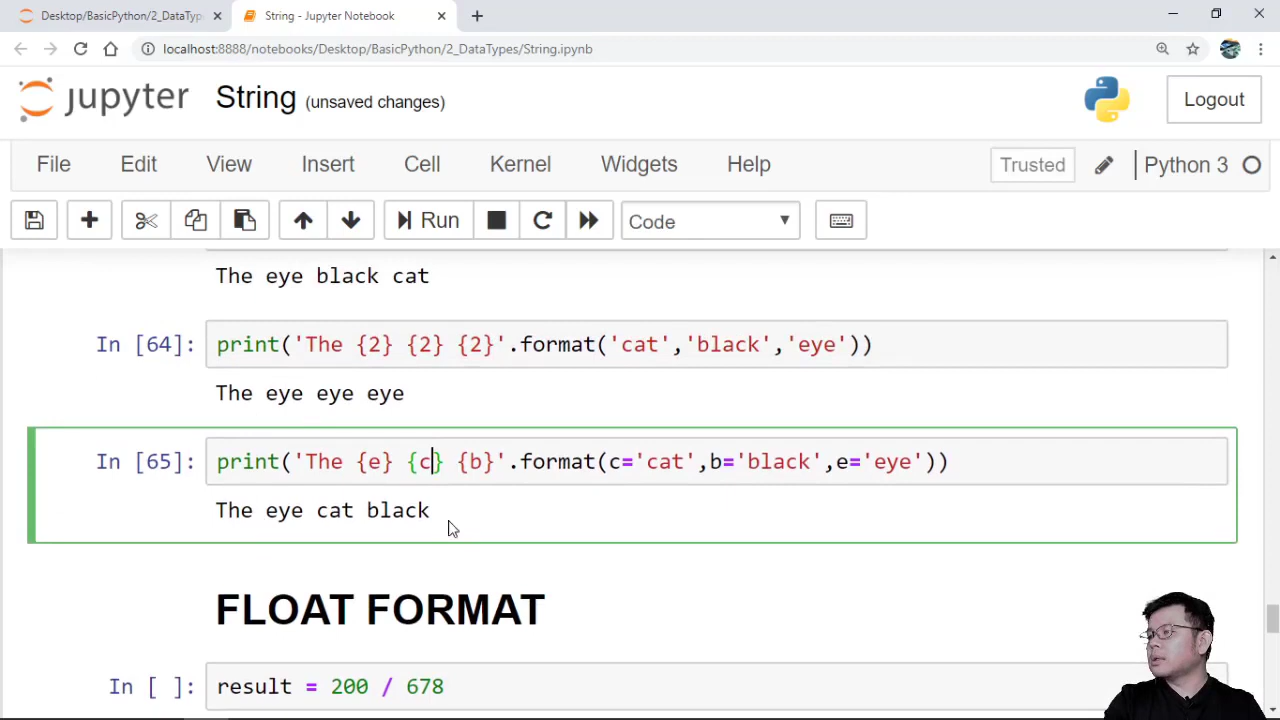 Desktop/BasicPython/2_DataTyp
String - Jupyter Notebook
localhost:8888/notebooks/Desktop/BasicPython/2_DataTypes/String.ipynb
jupyter String (unsaved changes)
Logout
File Edit View Insert Cell Kernel Widgets Help
Trusted
Python 3
Run
Code
The eye black cat
In [64]: print('The {2} {2} {2}'.format('cat','black','eye'))
The eye eye eye
In [65]: print('The {e} {c} {b}'.format(c='cat',b='black',e='eye'))
The eye cat black
FLOAT FORMAT
In [ ]: result = 200 / 678